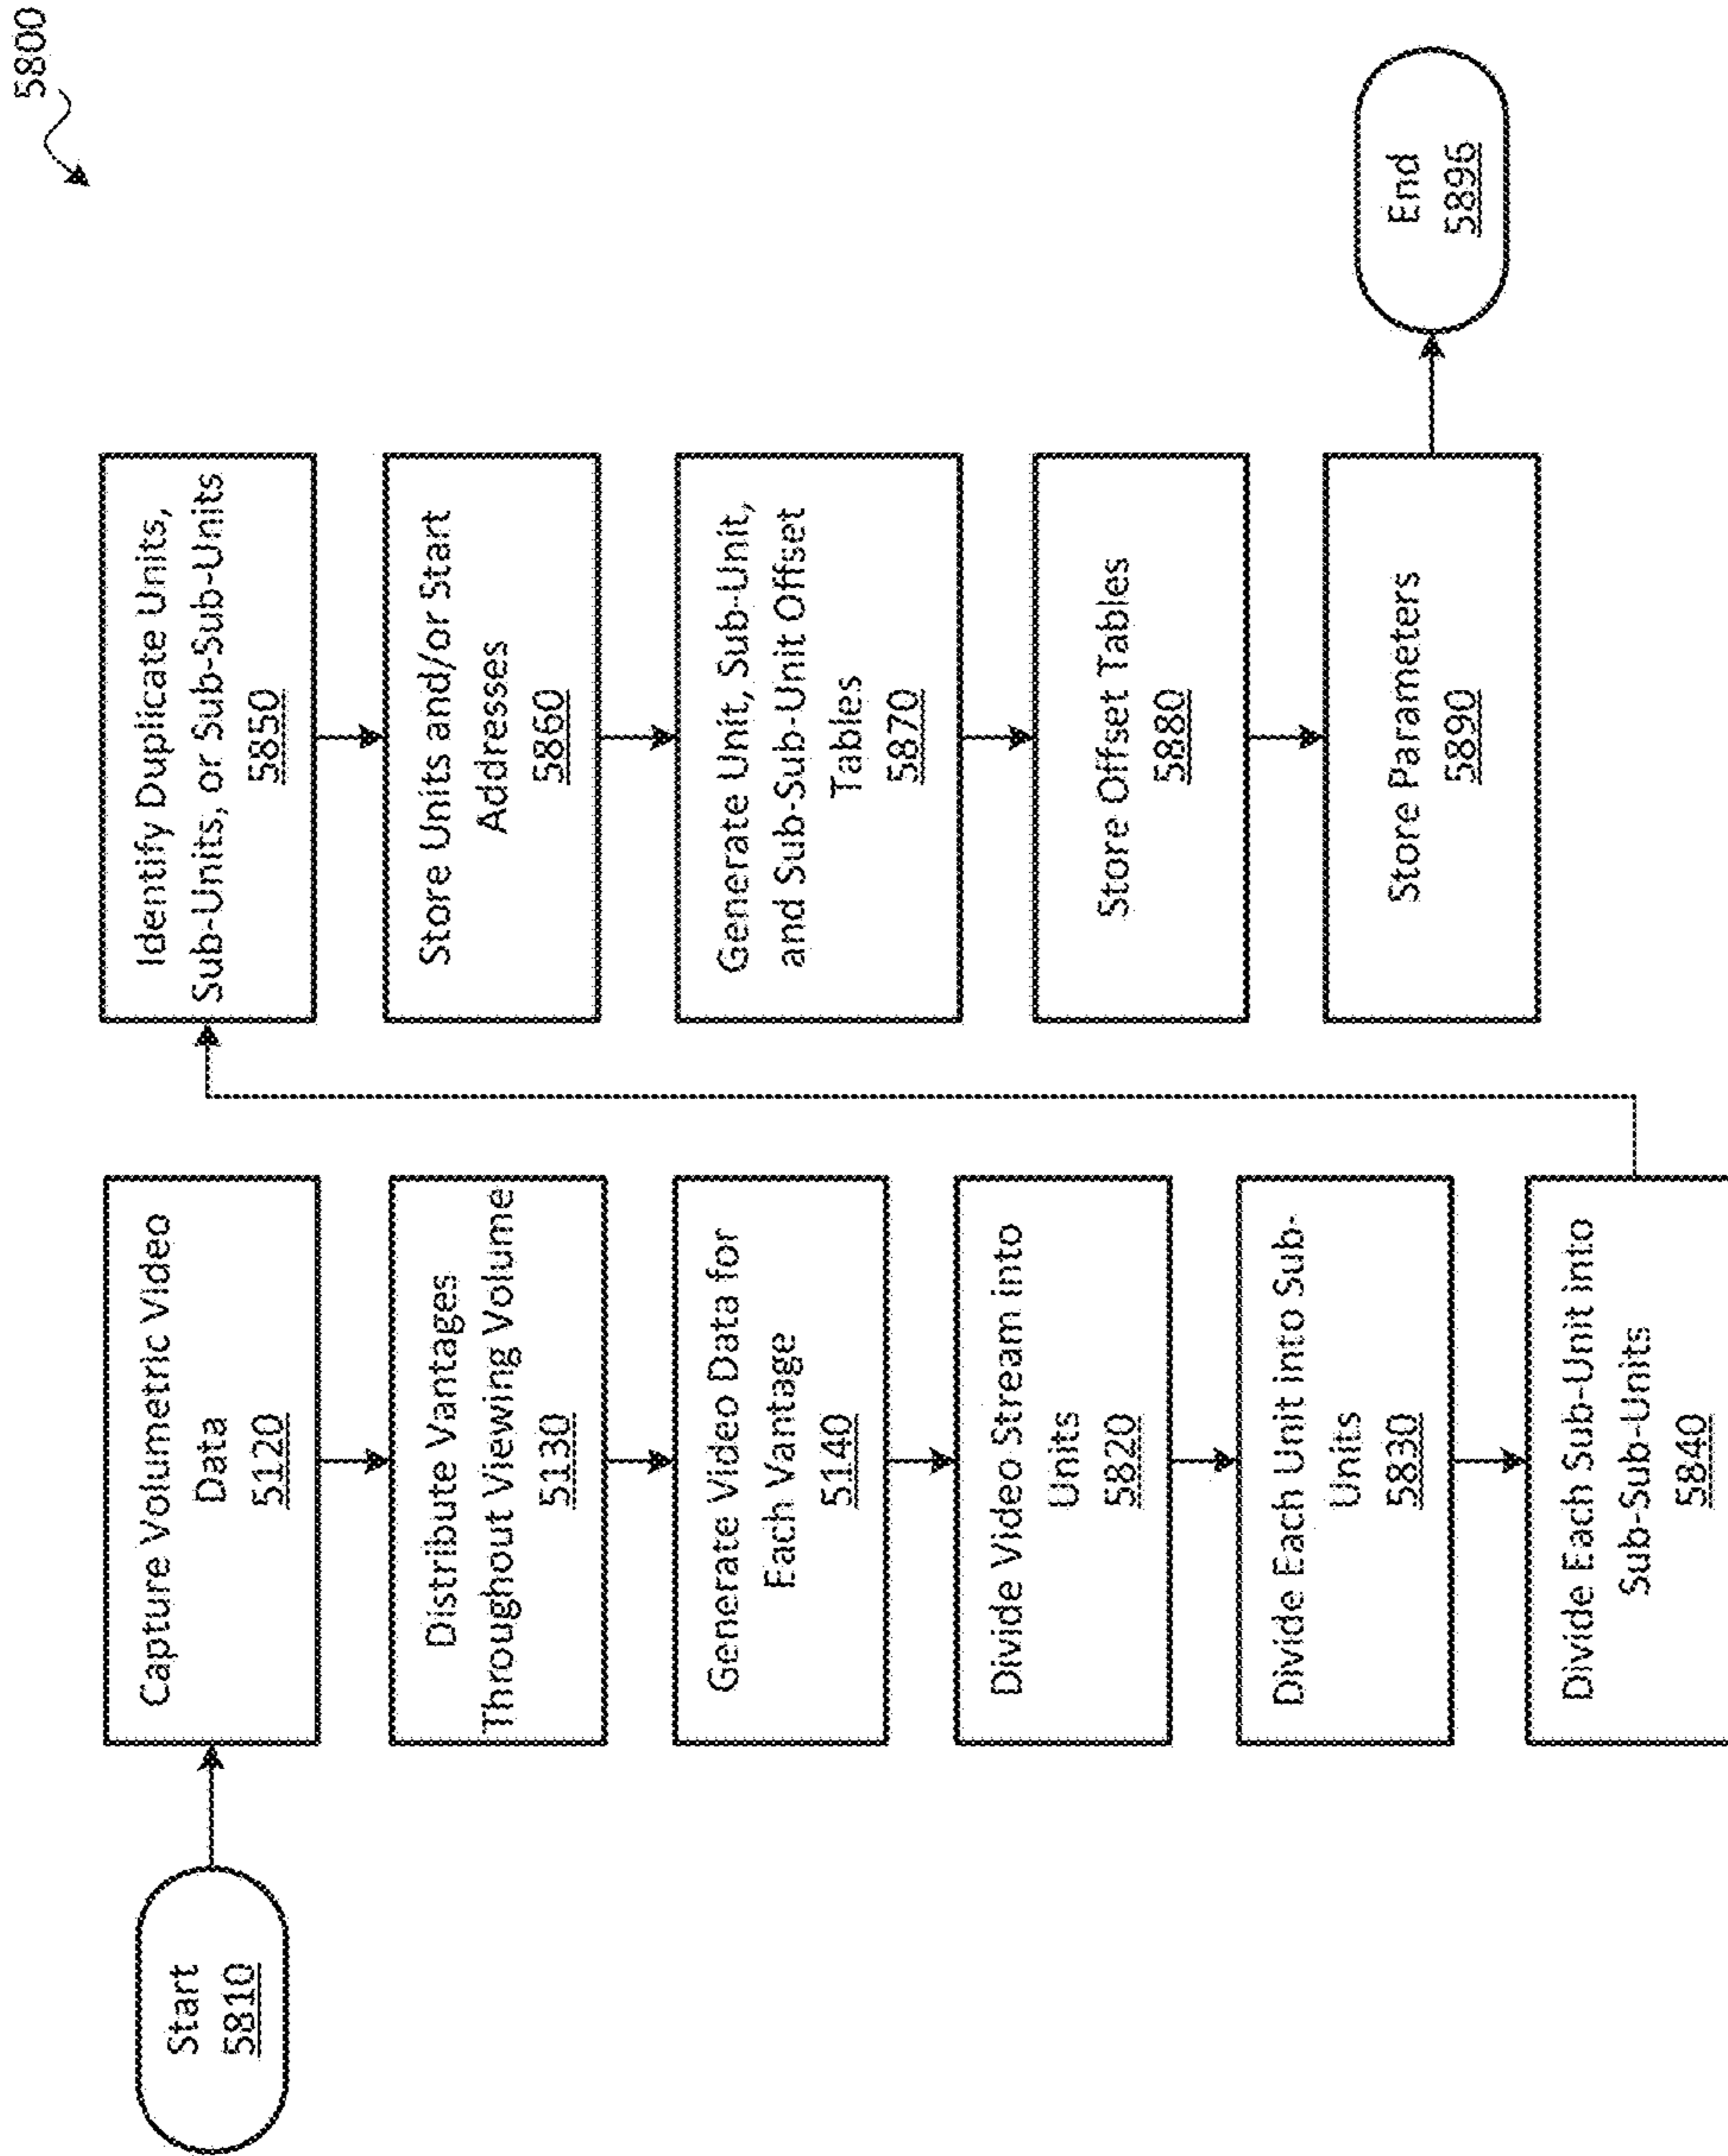 5800
Start
5810
Capture Volumetric Video
Data
5120
Distribute Vantages
Throughout Viewing Volume
5130
Generate Video Data for
Each Vantage
5140
Divide Video Stream into
Units
5820
Divide Each Unit into Sub-
Units
5830
Divide Each Sub-Unit into
Sub-Sub-Units
5840
Identify Duplicate Units,
Sub-Units, or Sub-Sub-Units
5850
Store Units and/or Start
Addresses
5860
Generate Unit, Sub-Unit,
and Sub-Sub-Unit Offset
Tables
5870
Store Offset Tables
5880
Store Parameters
5890
End
5896